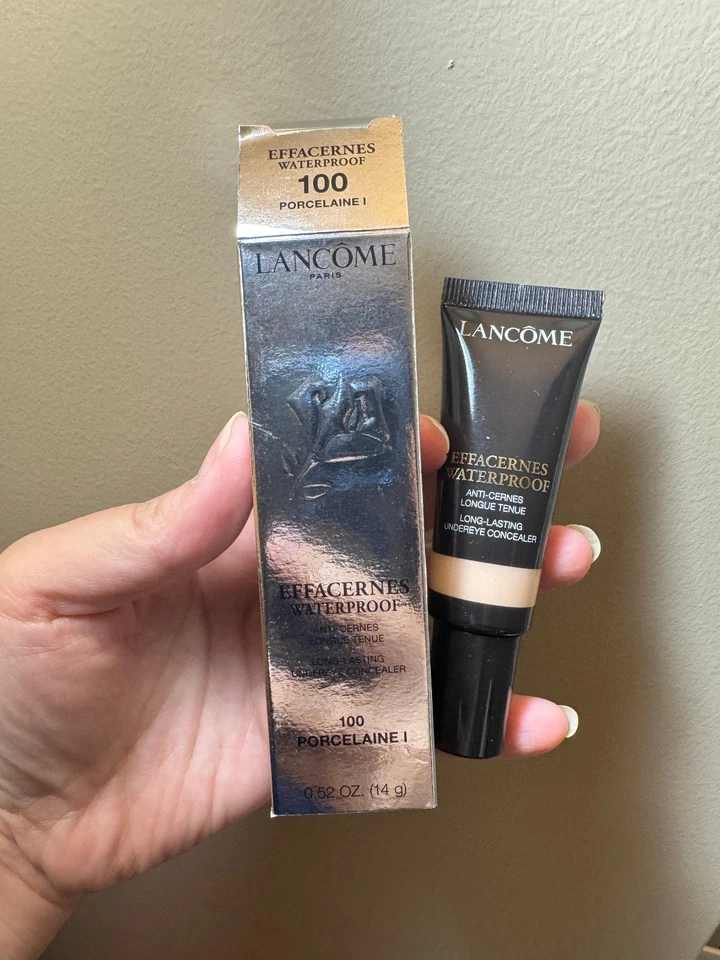 EFFACERNES
WATERPROOF
100
PORCELAINE I
LANCÔME
PARIS
EFFACERNES
WATERPROOF
ANTI-CERNES
LONGUE TENUE
LONG-LASTING
UNDEREYE CONCEALER
100
PORCELAINE I
0.52 OZ. (14 g)
LANCÔME
EFFACERNES
WATERPROOF
ANTI-CERNES
LONGUE TENUE
LONG-LASTING
UNDEREYE CONCEALER